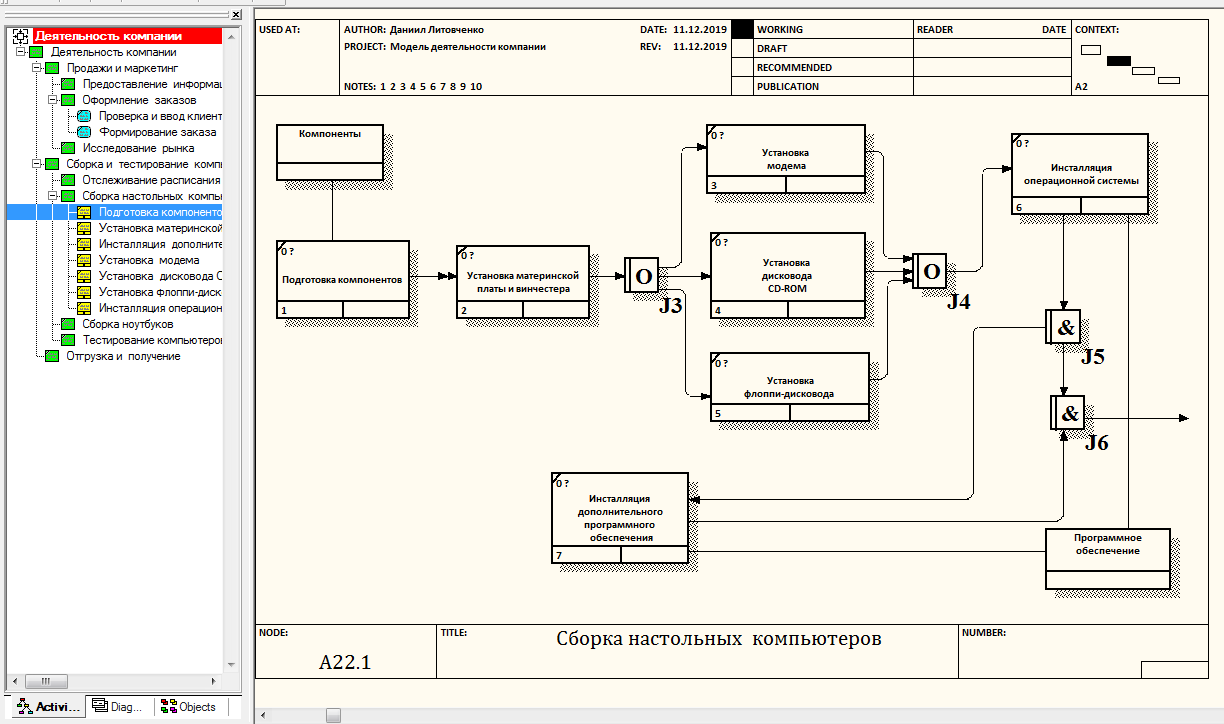 Деятельность компании
Деятельность компании
Продажи и маркетинг
Предоставление информац
Оформление заказов
Проверка и ввод клиент
Формирование заказа
Исследование рынка
Сборка и тестирование комп
Отслеживание расписания
Сборка настольных компь
Подготовка компоненто
Установка материнской
Инсталляция дополните
Установка модема
Установка дисковода C
Установка флоппи-диск
Инсталляция операцион
Сборка ноутбуков
Тестирование компьютеров
Отгрузка и получение
Activi...
Diag...
Objects
USED AT:
AUTHOR: Даниил Литовченко
DATE: 11.12.2019
PROJECT: Модель деятельности компании
REV: 11.12.2019
NOTES: 1 2 3 4 5 6 7 8 9 10
WORKING
DRAFT
RECOMMENDED
PUBLICATION
READER
DATE
CONTEXT:
A2
Компоненты
0 ?
Подготовка компонентов
1
0 ?
Установка материнской
платы и винчестера
2
O
J3
0 ?
Установка
модема
3
0 ?
Установка
дисковода
CD-ROM
4
0 ?
Установка
флоппи-дисковода
5
O
J4
0 ?
Инсталляция
операционной системы
6
&
J5
&
J6
0 ?
Инсталляция
дополнительного
программного
обеспечения
7
Программное
обеспечение
NODE:
A22.1
TITLE:
Сборка настольных компьютеров
NUMBER: